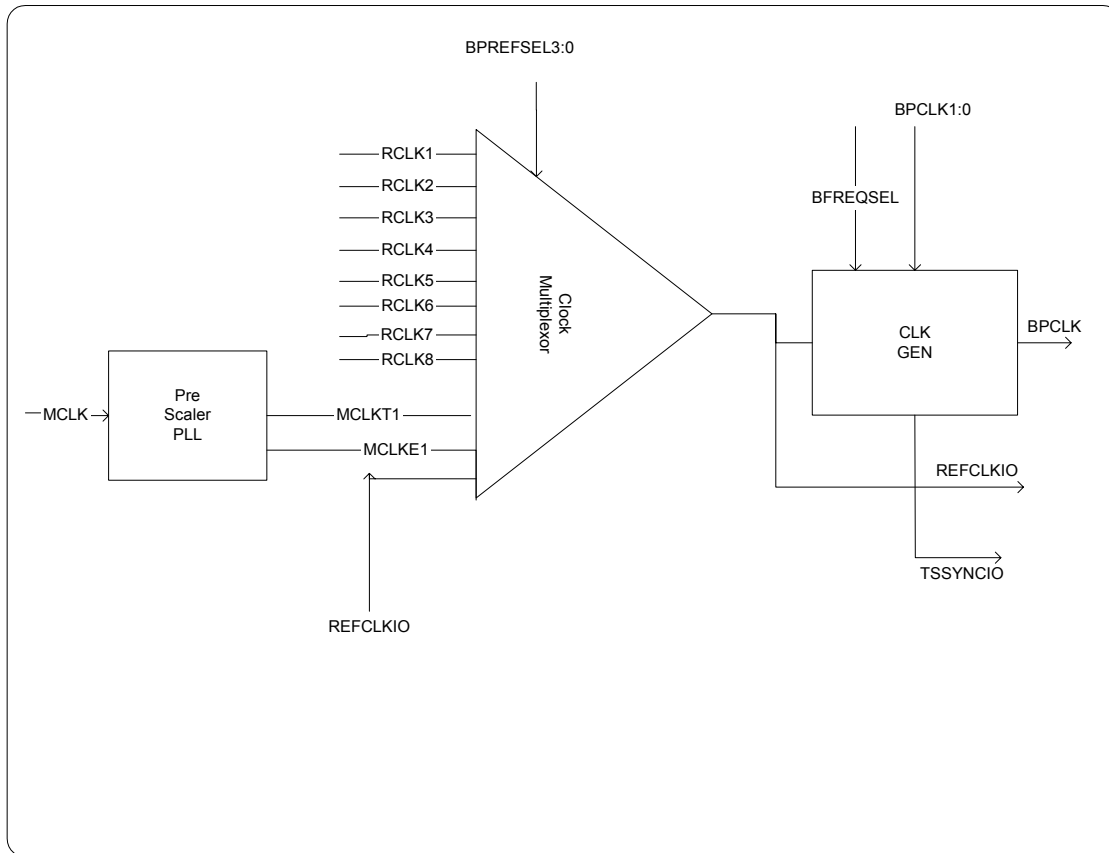 BPREFSEL3:0
BPCLK1:0
RCLK1
RCLK2
BFREQSEL
RCLK3
RCLK4
RCLK5
RCLK6
RCLK7
RCLK8
Clock
Multiplexor
CLK
GEN
BPCLK
Pre
Scaler
PLL
MCLK
MCLKT1
MCLKE1
REFCLKIO
TSSYNCIO
REFCLKIO